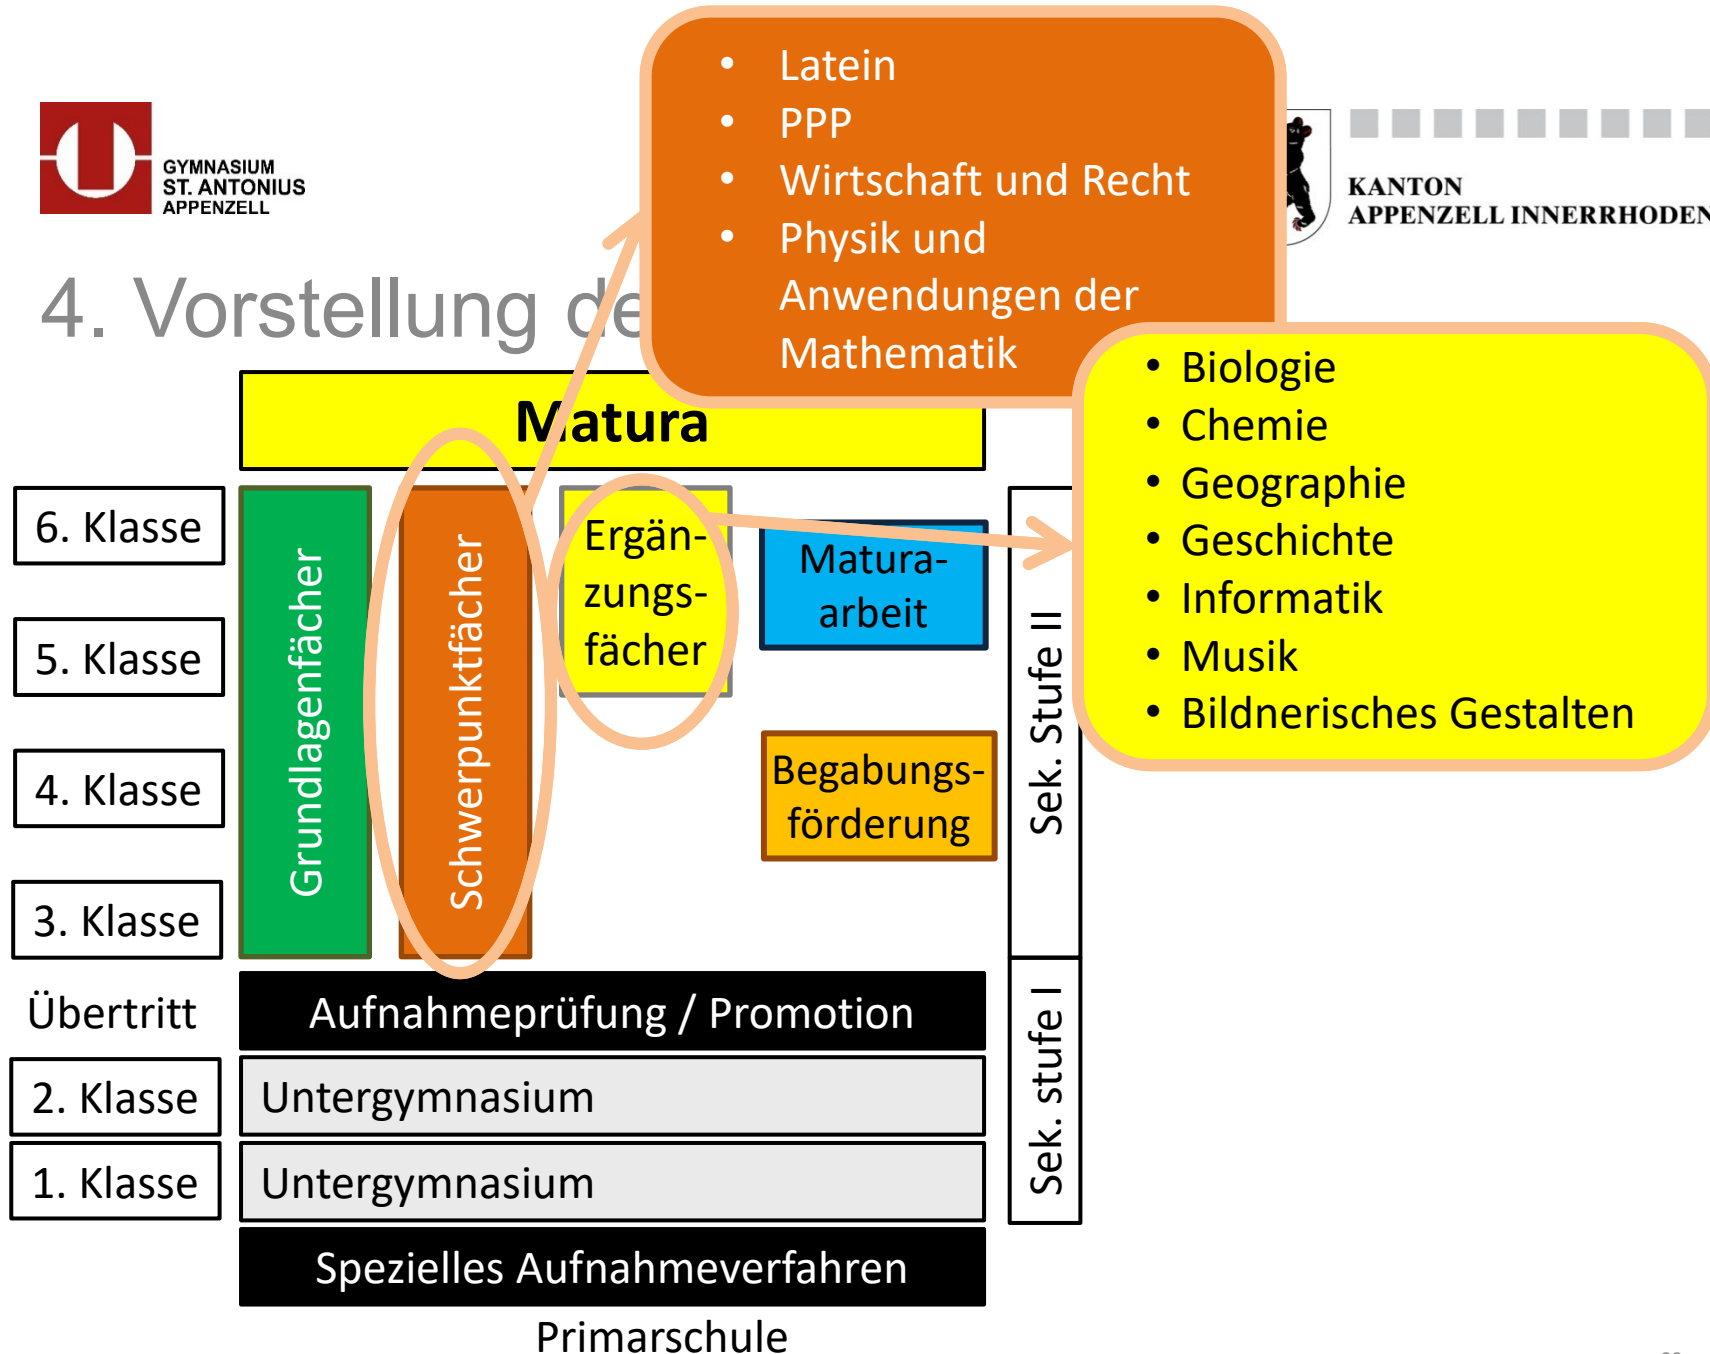 GYMNASIUM
ST. ANTONIUS
APPENZELL
• Latein
• PPP
• Wirtschaft und Recht
• Physik und
Anwendungen der
Mathematik
KANTON
APPENZELL INNERRHODEN
4. Vorstellung de
• Biologie
• Chemie
• Geographie
• Geschichte
• Informatik
• Musik
• Bildnerisches Gestalten
Matura
6. Klasse
5. Klasse
4. Klasse
3. Klasse
Grundlagenfächer
Schwerpunktfächer
Ergän-
zungs-
fächer
Matura-
arbeit
Begabungs-
förderung
Sek. Stufe II
Übertritt
Aufnahmeprüfung / Promotion
2. Klasse
Untergymnasium
1. Klasse
Untergymnasium
Sek. stufe I
Spezielles Aufnahmeverfahren
Primarschule